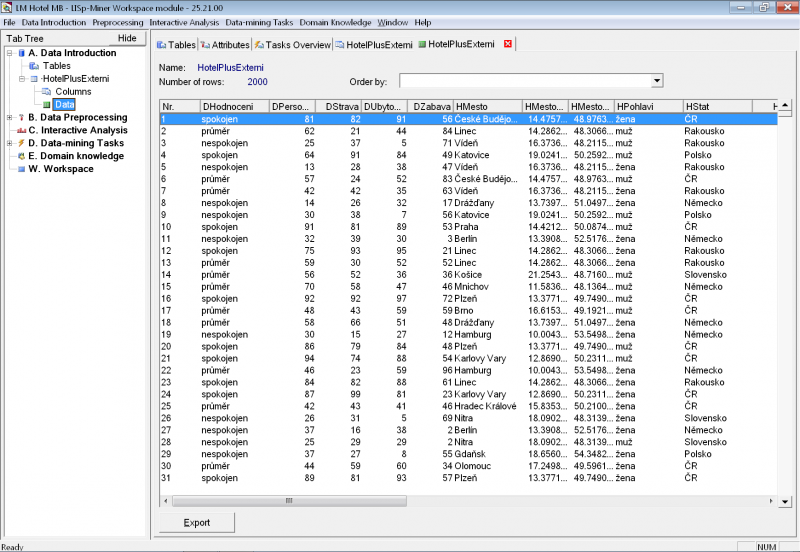 LM Hotel MB - LISp-Miner Workspace module - 25.21.00
File Data Introduction Preprocessing Interactive Analysis Data-mining Tasks Domain Knowledge Window Help
Tab Tree Hide
A. Data Introduction
Tables
HotelPlusExterni
Columns
Data
B. Data Preprocessing
C. Interactive Analysis
D. Data-mining Tasks
E. Domain knowledge
W. Workspace
Tables Attributes Tasks Overview HotelPlusExterni HotelPlusExterni
Name: HotelPlusExterni
Number of rows: 2000 Order by:
Nr. DHodnoceni DPerso... DStrava DUbyto... DZabava HMesto HMesto... HMesto... HPohlavi HStat H
1 spokojen 81 82 91 56 České Budějo... 14.4757... 48.9763... žena ČR
2 průměr 62 21 44 84 Linec 14.2862... 48.3066... muž Rakousko
3 nespokojen 25 37 5 71 Vídeň 16.3736... 48.2115... muž Rakousko
4 spokojen 64 91 84 49 Katovice 19.0241... 50.2592... muž Polsko
5 nespokojen 13 28 38 47 Vídeň 16.3736... 48.2115... žena Rakousko
6 průměr 57 24 52 83 České Budějo... 14.4757... 48.9763... muž ČR
7 průměr 42 42 35 63 Vídeň 16.3736... 48.2115... muž Rakousko
8 nespokojen 14 26 32 17 Drážďany 13.7397... 51.0497... muž Německo
9 nespokojen 30 38 7 56 Katovice 19.0241... 50.2592... muž Polsko
10 spokojen 91 81 89 53 Praha 14.4212... 50.0874... muž ČR
11 nespokojen 32 39 30 3 Berlín 13.3908... 52.5176... žena Německo
12 spokojen 75 93 95 21 Linec 14.2862... 48.3066... muž Rakousko
13 průměr 59 30 52 52 Linec 14.2862... 48.3066... muž Rakousko
14 průměr 56 52 36 36 Košice 21.2543... 48.7160... muž Slovensko
15 průměr 70 58 47 46 Mnichov 11.5836... 48.1364... muž Německo
16 spokojen 92 92 97 72 Plzeň 13.3771... 49.7490... muž ČR
17 průměr 48 43 59 59 Brno 16.6153... 49.1921... muž ČR
18 průměr 58 66 51 48 Drážďany 13.7397... 51.0497... žena Německo
19 nespokojen 30 15 27 12 Hamburg 10.0043... 53.5498... žena Německo
20 spokojen 86 79 84 48 Plzeň 13.3771... 49.7490... muž ČR
21 spokojen 94 74 88 54 Karlovy Vary 12.8690... 50.2311... muž ČR
22 průměr 46 23 59 96 Hamburg 10.0043... 53.5498... žena Německo
23 spokojen 84 82 88 61 Linec 14.2862... 48.3066... muž Rakousko
24 spokojen 87 99 81 23 Karlovy Vary 12.8690... 50.2311... žena ČR
25 průměr 42 43 41 46 Hradec Králové 15.8353... 50.2100... žena ČR
26 nespokojen 26 31 5 69 Nitra 18.0902... 48.3139... žena Slovensko
27 nespokojen 37 16 38 2 Berlín 13.3908... 52.5176... žena Německo
28 nespokojen 25 29 29 2 Nitra 18.0902... 48.3139... muž Slovensko
29 nespokojen 37 27 8 55 Gdaňsk 18.6560... 54.3482... žena Polsko
30 průměr 44 59 60 34 Olomouc 17.2498... 49.5961... žena ČR
31 spokojen 89 81 93 57 Plzeň 13.3771... 49.7490... žena ČR
Export
Ready NUM